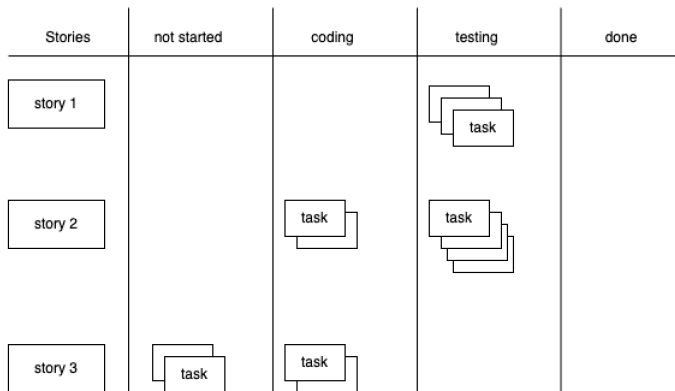 Stories not started coding testing done
story 1
task
story 2 task task
story 3 task task